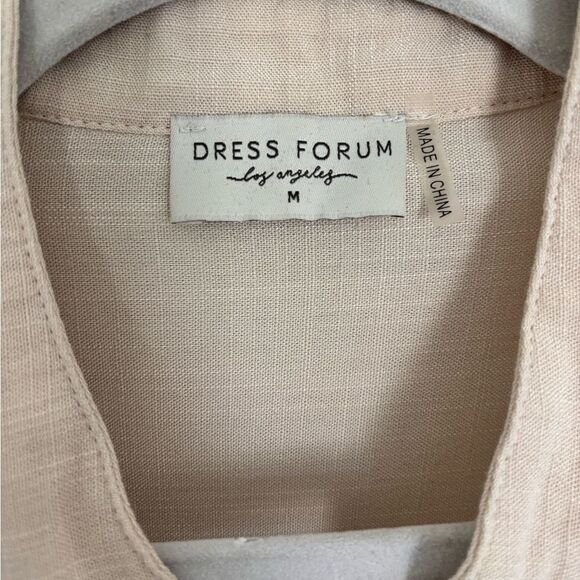 DRESS FORUM
los angeles
M
MADE IN CHINA